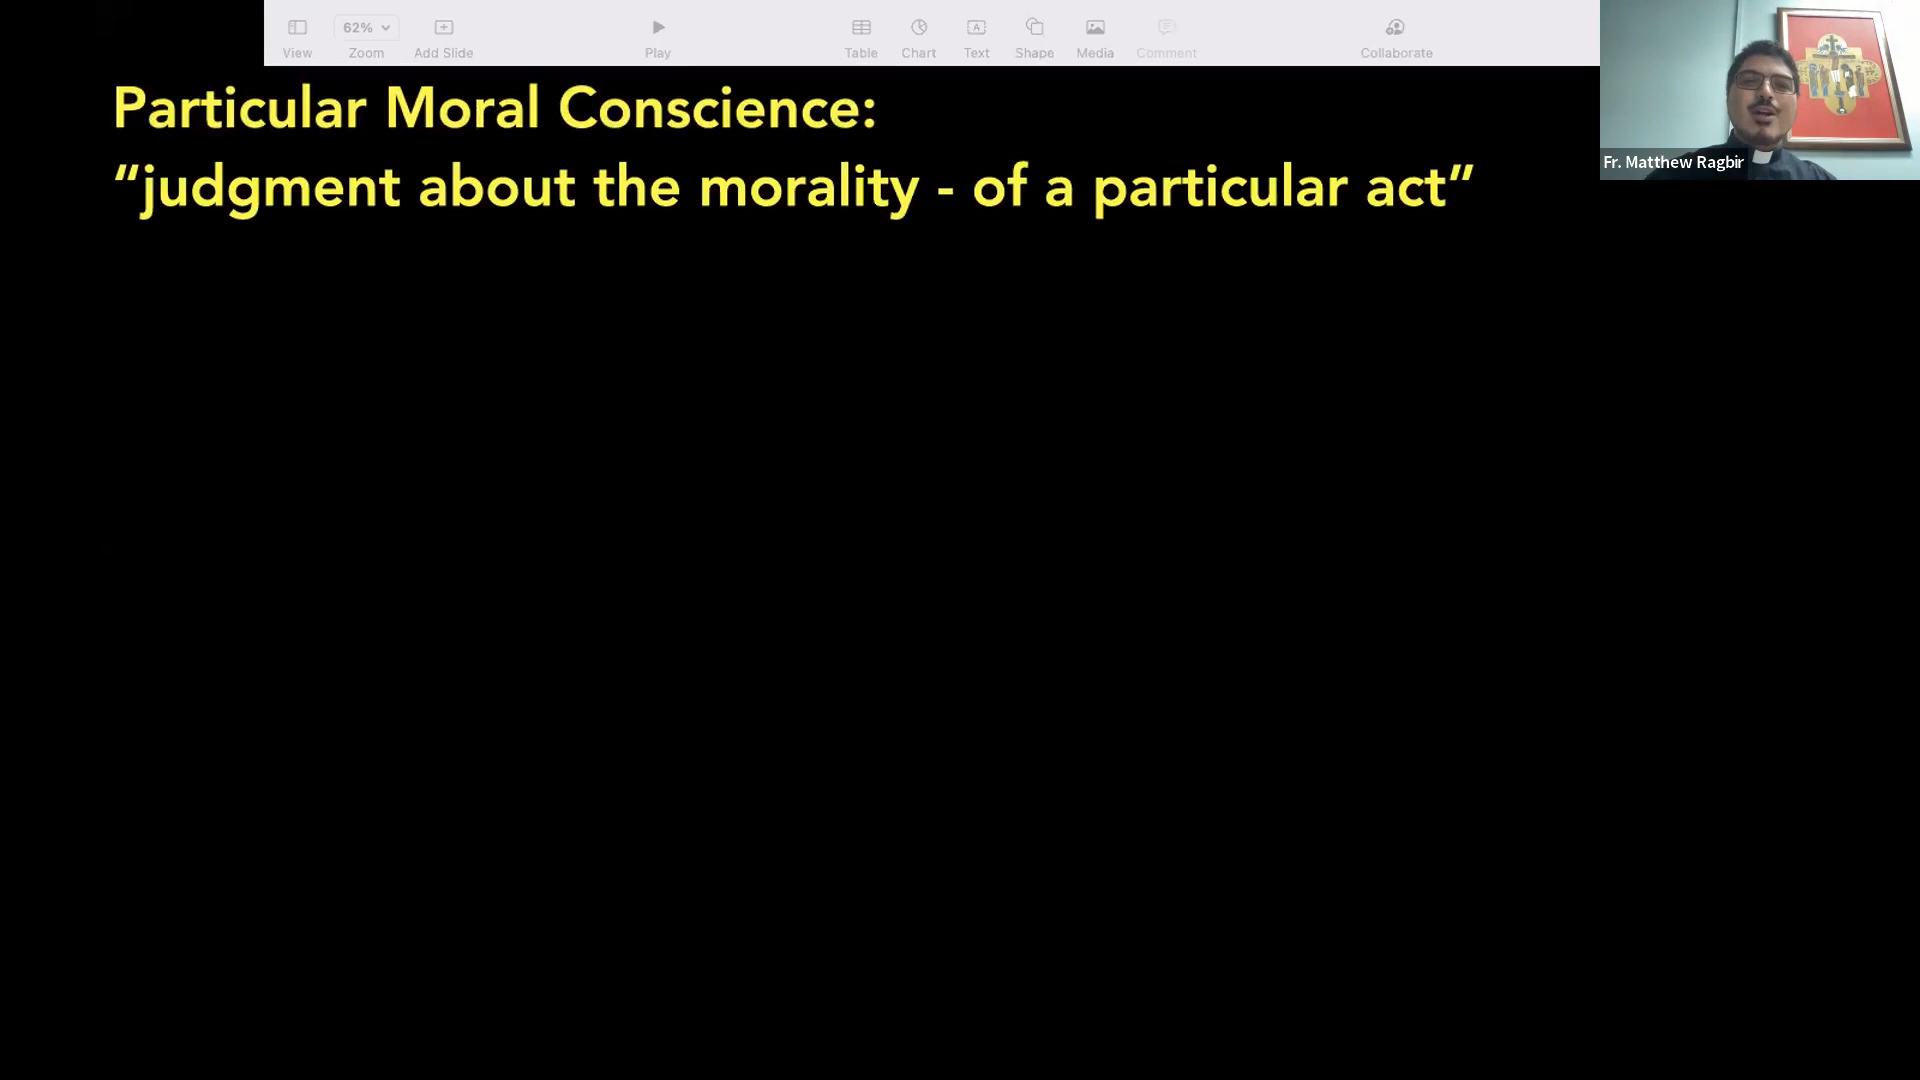 62%
View Zoom Add Slide Play Table Chart Text Shape Media Comment Collaborate
Particular Moral Conscience:
“judgment about the morality - of a particular act”
Fr. Matthew Ragbir